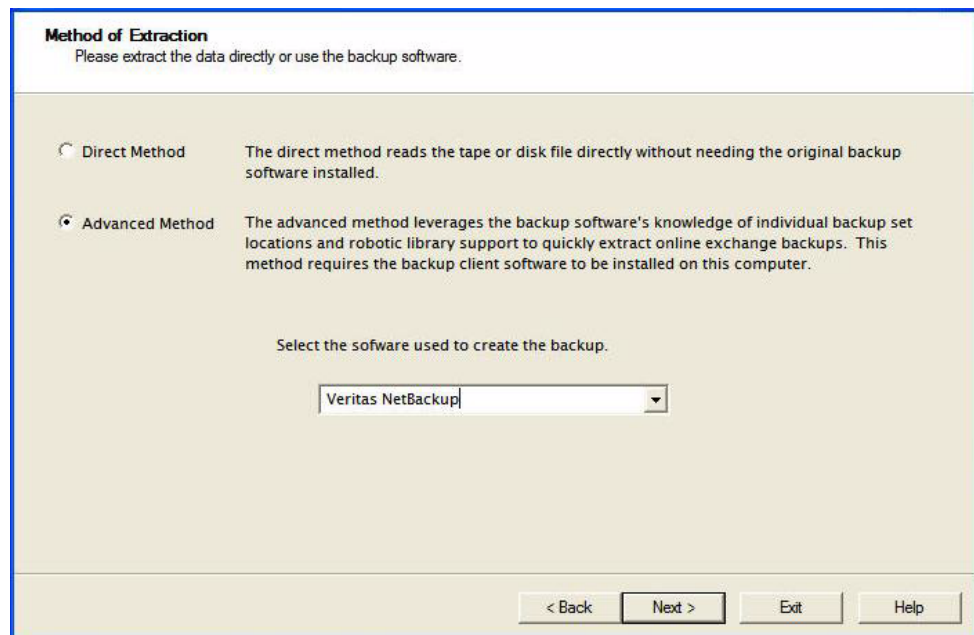 Method of Extraction
Please extract the data directly or use the backup software.
Direct Method
The direct method reads the tape or disk file directly without needing the original backup
software installed.
Advanced Method
The advanced method leverages the backup software's knowledge of individual backup set
locations and robotic library support to quickly extract online exchange backups.  This
method requires the backup client software to be installed on this computer.
Select the sofware used to create the backup.
Veritas NetBackup
< Back
Next >
Exit
Help